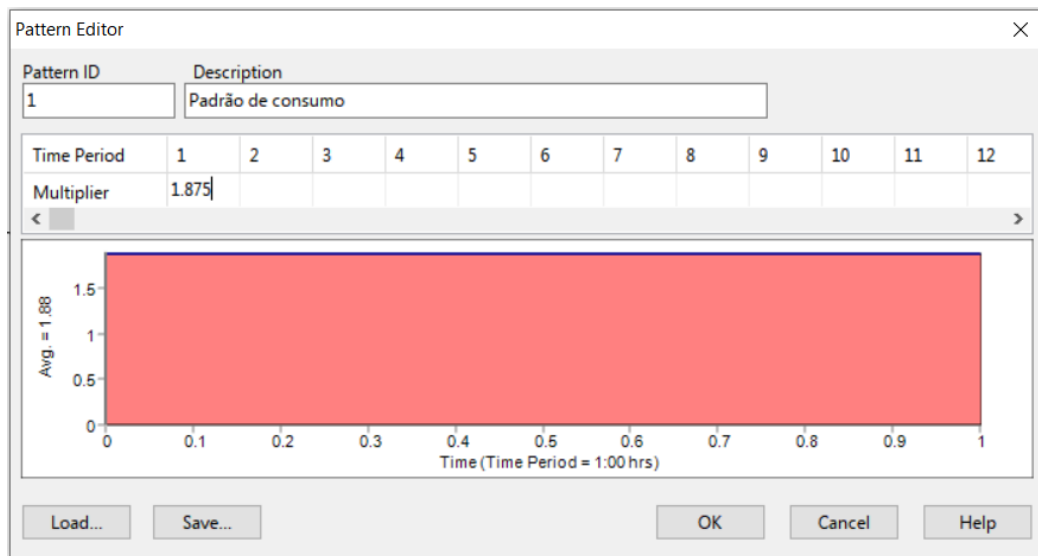 Pattern Editor
Pattern ID Description
1 Padrão de consumo
Time Period 1 2 3 4 5 6 7 8 9 10 11 12
Multiplier 1.875
Avg. = 1.88
1.5
1
0.5
0
0 0.1 0.2 0.3 0.4 0.5 0.6 0.7 0.8 0.9 1
Time (Time Period = 1:00 hrs)
Load... Save... OK Cancel Help